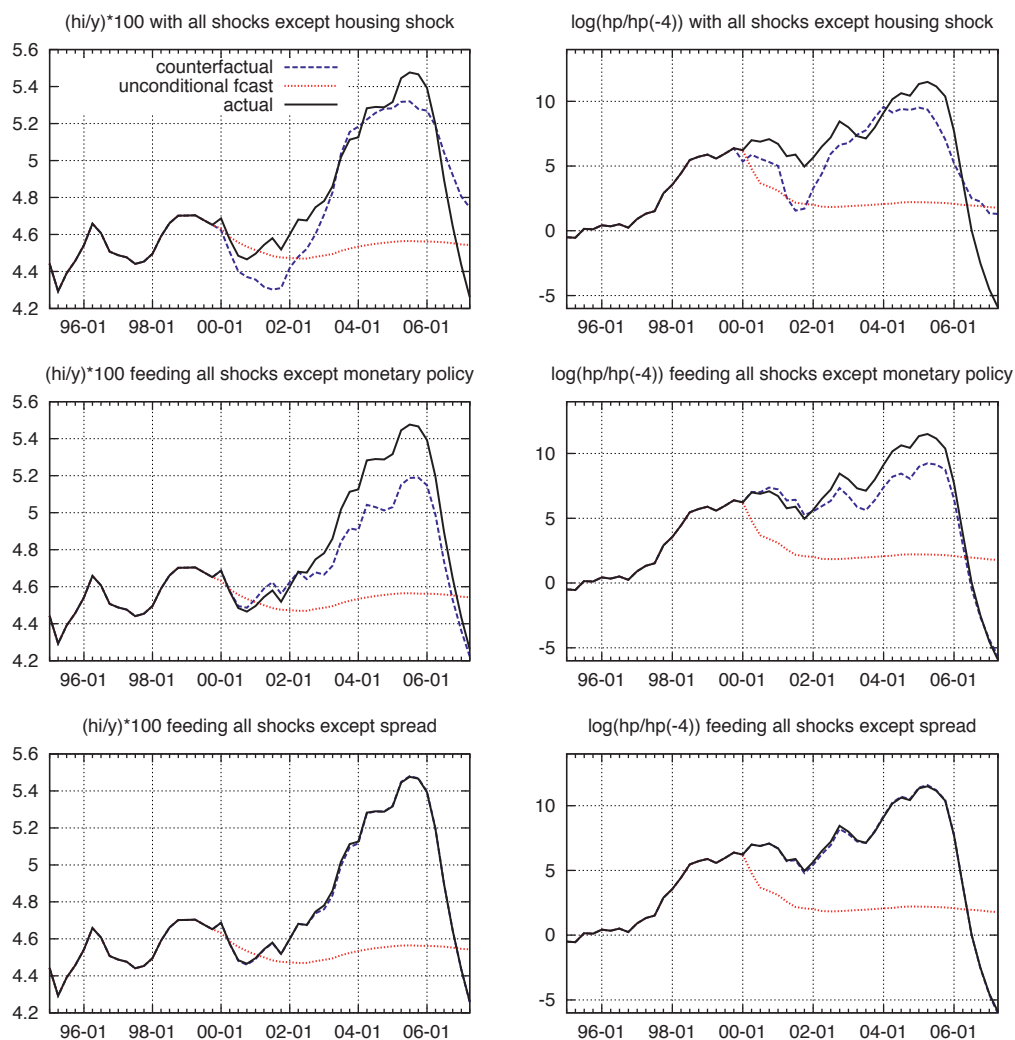 (hi/y)*100 with all shocks except housing shock
5.6
5.4
5.2
5
4.8
4.6
4.4
4.2
counterfactual
unconditional fcast
actual
96-01 98-01 00-01 02-01 04-01 06-01
log(hp/hp(-4)) with all shocks except housing shock
10
5
0
-5
96-01 98-01 00-01 02-01 04-01 06-01
(hi/y)*100 feeding all shocks except monetary policy
5.6
5.4
5.2
5
4.8
4.6
4.4
4.2
96-01 98-01 00-01 02-01 04-01 06-01
log(hp/hp(-4)) feeding all shocks except monetary policy
10
5
0
-5
96-01 98-01 00-01 02-01 04-01 06-01
(hi/y)*100 feeding all shocks except spread
5.6
5.4
5.2
5
4.8
4.6
4.4
4.2
96-01 98-01 00-01 02-01 04-01 06-01
log(hp/hp(-4)) feeding all shocks except spread
10
5
0
-5
96-01 98-01 00-01 02-01 04-01 06-01